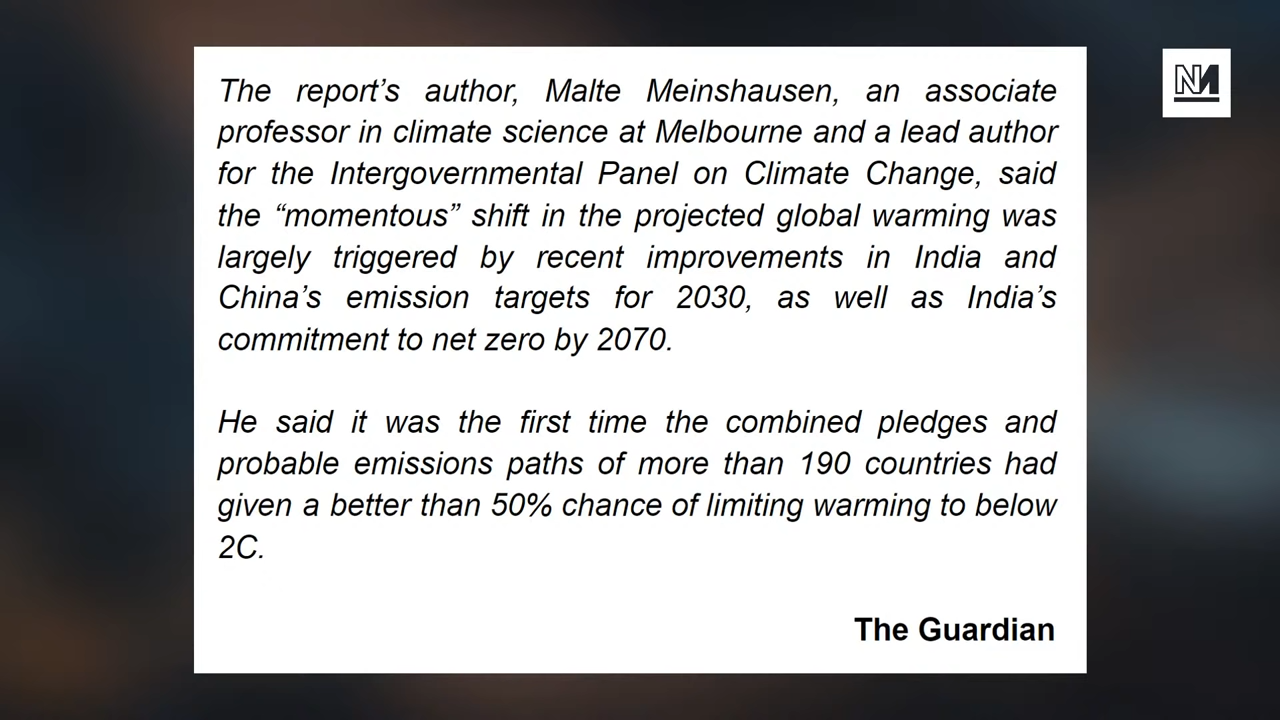 The report’s author, Malte Meinshausen, an associate
professor in climate science at Melbourne and a lead author
for the Intergovernmental Panel on Climate Change, said
the “momentous” shift in the projected global warming was
largely triggered by recent improvements in India and
China’s emission targets for 2030, as well as India’s
commitment to net zero by 2070.
He said it was the first time the combined pledges and
probable emissions paths of more than 190 countries had
given a better than 50% chance of limiting warming to below
2C.
The Guardian
NM